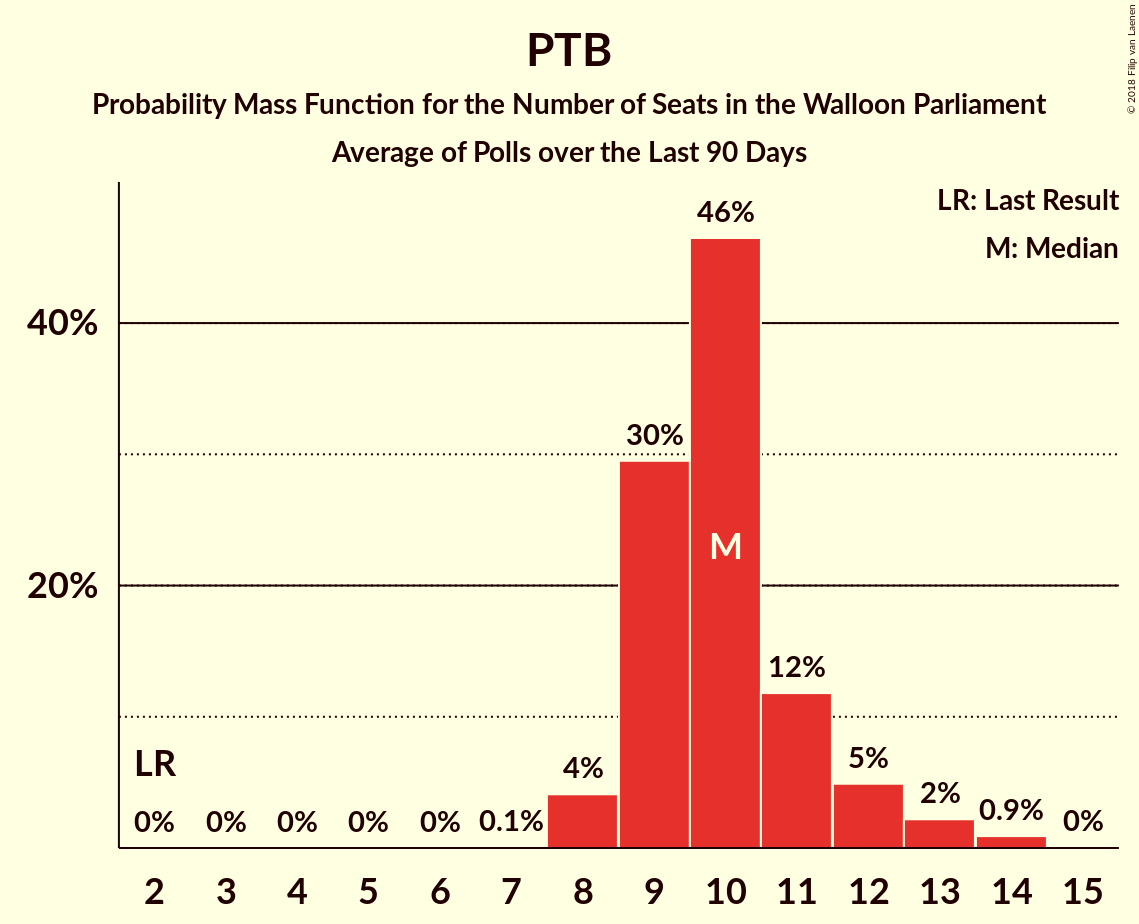 PTB
Probability Mass Function for the Number of Seats in the Walloon Parliament
Average of Polls over the Last 90 Days
© 2018 Filip van Laenen
LR: Last Result
M: Median
46%
40%
30%
M
20%
12%
LR
4%
5%
2%
0.9%
0%
0%
0%
0%
0%
0.1%
0%
2 3 4 5 6 7 8 9 10 11 12 13 14 15